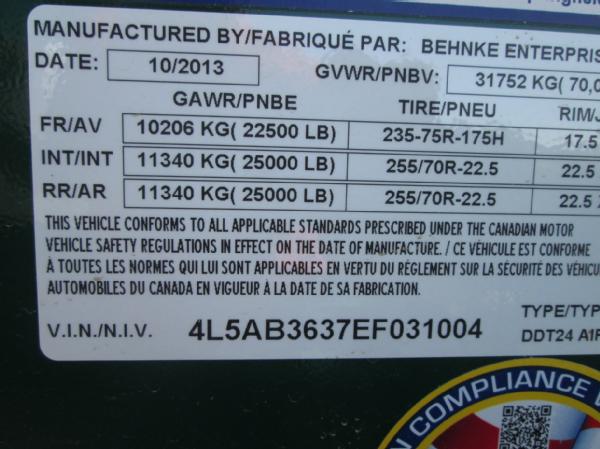 MANUFACTURED BY/FABRIQUÉ PAR: BEHNKE
DATE: 10/2013 GVWR/PNBV: 31752 KG( 70,0
GAWR/PNBE TIRE/PNEU RIM/J
FR/AV 10206 KG( 22500 LB) 235-75R-175H 17.5
INT/INT 11340 KG( 25000 LB) 255/70R-22.5 22.5
RR/AR 11340 KG( 25000 LB) 255/70R-22.5 22.5
THIS VEHICLE CONFORMS TO ALL APPLICABLE STANDARDS PRESCRIBED UNDER THE CANADIAN MOTOR
VEHICLE SAFETY REGULATIONS IN EFFECT ON THE DATE OF MANUFACTURE. / CE VÉHICULE EST CONFORME
À TOUTES LES NORMES QUI LUI SONT APPLICABLES EN VERTU DU RÈGLEMENT SUR LA SÉCURITÉ DES VÉHICU
AUTOMOBILES DU CANADA EN VIGUEUR À LA DATE DE SA FABRICATION.
TYPE/TYP
V.I.N./N.I.V. 4L5AB3637EF031004 DDT24 A1F
COMPLIANCE